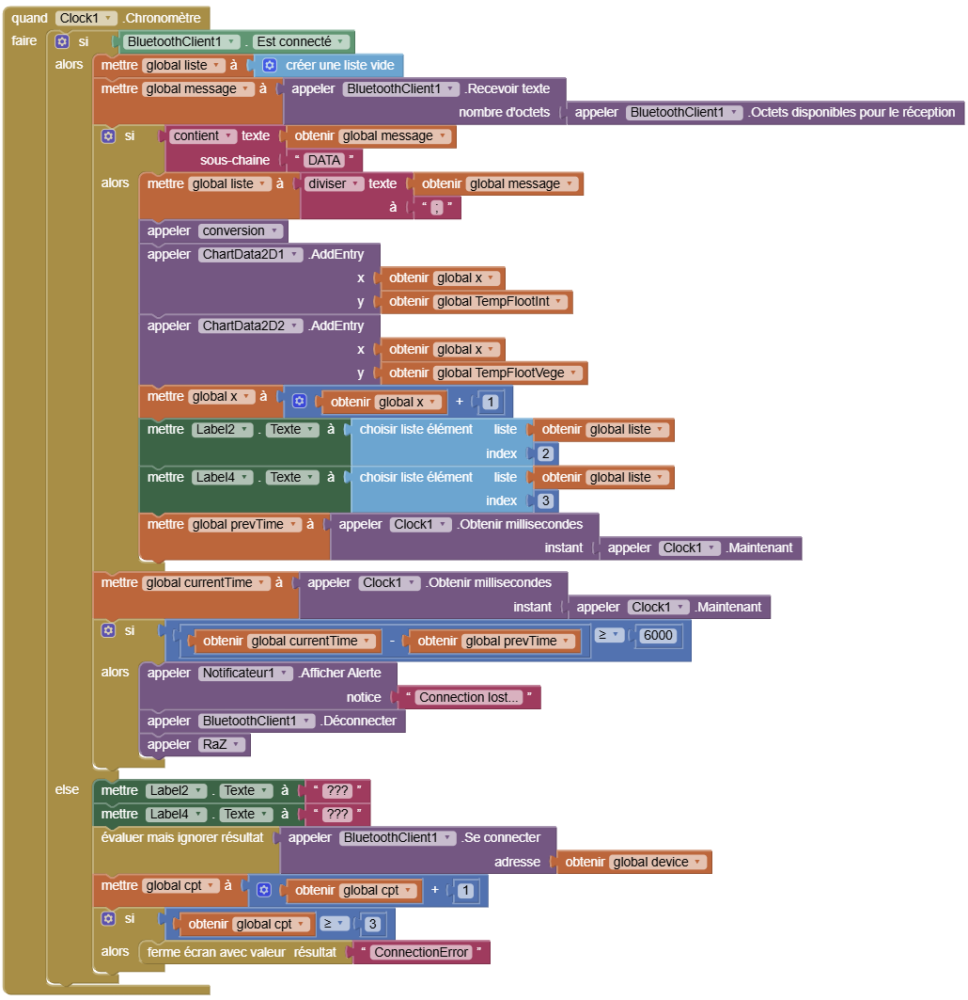 quand Clock1 .Chronomètre
faire si BluetoothClient1 . Est connecté
alors mettre global liste à créer une liste vide
mettre global message à appeler BluetoothClient1 .Recevoir texte
nombre d'octets appeler BluetoothClient1 .Octets disponibles pour le réception
si contient texte obtenir global message
sous-chaine " DATA "
alors mettre global liste à diviser texte obtenir global message
à " ; "
appeler conversion
appeler ChartData2D1 .AddEntry
x obtenir global x
y obtenir global TempFlootInt
appeler ChartData2D2 .AddEntry
x obtenir global x
y obtenir global TempFlootVege
mettre global x à obtenir global x + 1
mettre Label2 . Texte à choisir liste élément liste obtenir global liste
index 2
mettre Label4 . Texte à choisir liste élément liste obtenir global liste
index 3
mettre global prevTime à appeler Clock1 .Obtenir millisecondes
instant appeler Clock1 .Maintenant
mettre global currentTime à appeler Clock1 .Obtenir millisecondes
instant appeler Clock1 .Maintenant
si obtenir global currentTime - obtenir global prevTime ≥ 6000
alors appeler Notificateur1 .Afficher Alerte
notice " Connection lost... "
appeler BluetoothClient1 .Déconnecter
appeler RaZ
else mettre Label2 . Texte à " ??? "
mettre Label4 . Texte à " ??? "
évaluer mais ignorer résultat appeler BluetoothClient1 .Se connecter
adresse obtenir global device
mettre global cpt à obtenir global cpt + 1
si obtenir global cpt ≥ 3
alors ferme écran avec valeur résultat " ConnectionError "